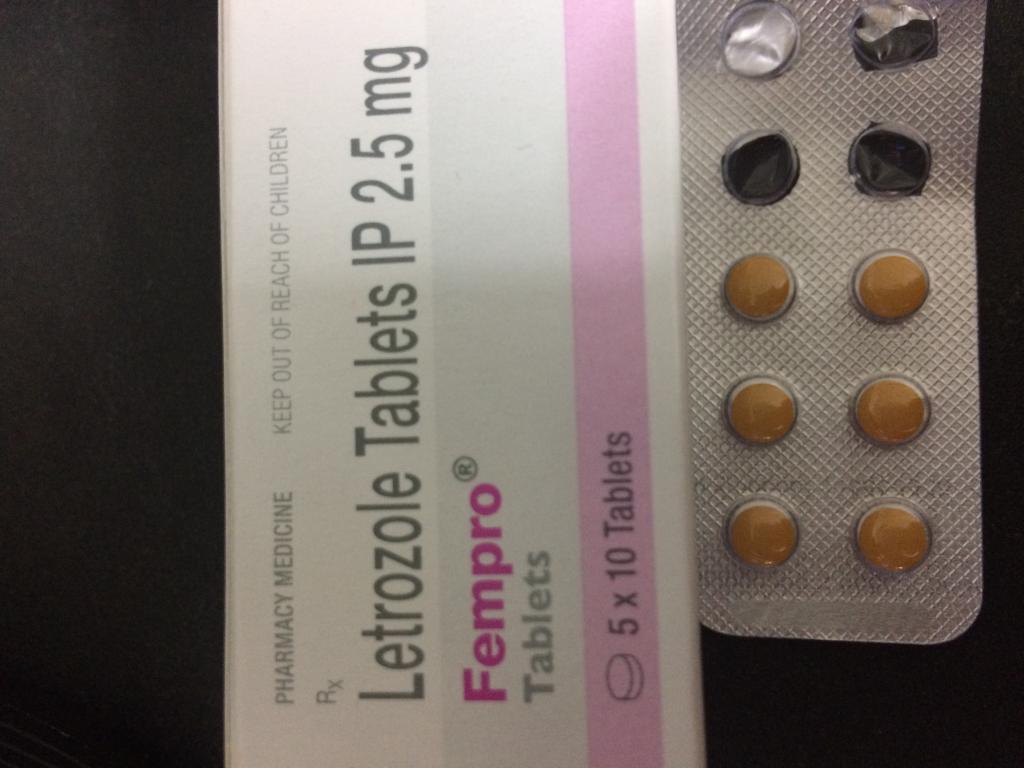 PHARMACY MEDICINE KEEP OUT OF REACH OF CHILDREN
Rx
Letrozole Tablets IP 2.5 mg
Fempro®
Tablets
5 x 10 Tablets